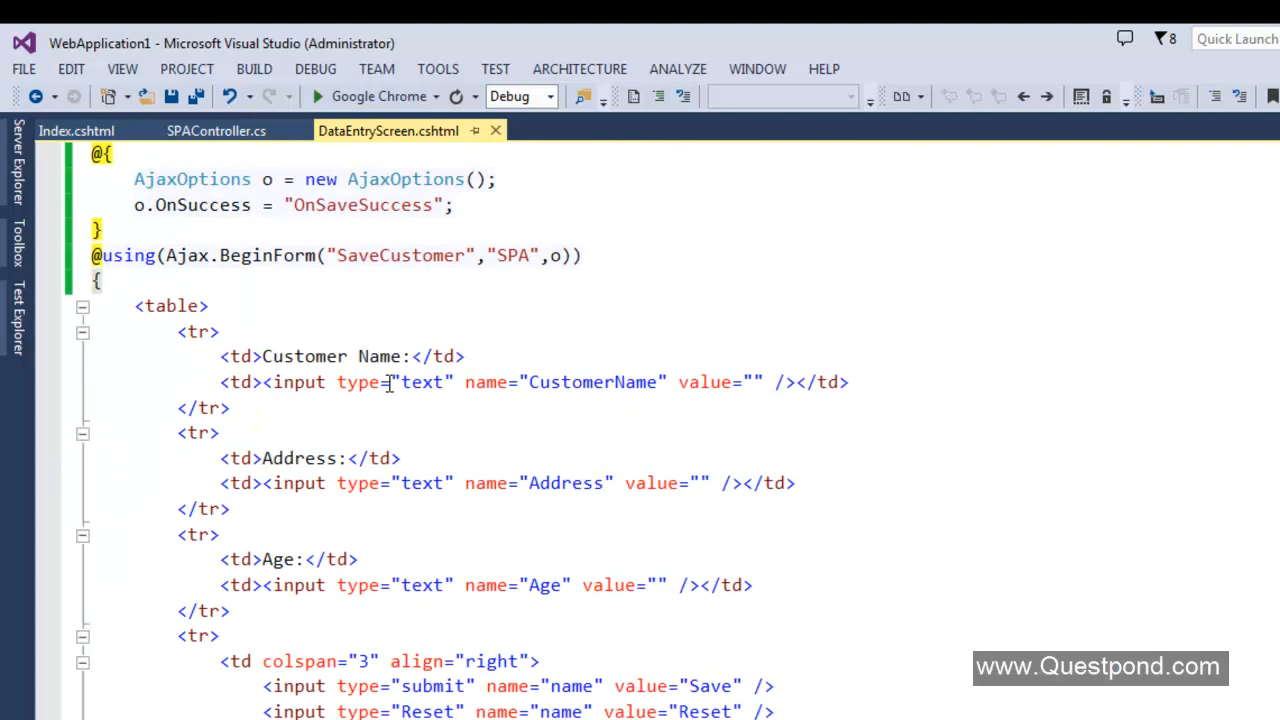 WebApplication1 - Microsoft Visual Studio (Administrator)
8
Quick Launch
FILE EDIT VIEW PROJECT BUILD DEBUG TEAM TOOLS TEST ARCHITECTURE ANALYZE WINDOW HELP
Google Chrome
Debug
Server Explorer
Toolbox
Test Explorer
Index.cshtml SPAController.cs DataEntryScreen.cshtml
@{
AjaxOptions o = new AjaxOptions();
o.OnSuccess = "OnSaveSuccess";
}
@using(Ajax.BeginForm("SaveCustomer","SPA",o))
{
<table>
<tr>
<td>Customer Name:</td>
<td><input type="text" name="CustomerName" value="" /></td>
</tr>
<tr>
<td>Address:</td>
<td><input type="text" name="Address" value="" /></td>
</tr>
<tr>
<td>Age:</td>
<td><input type="text" name="Age" value="" /></td>
</tr>
<tr>
<td colspan="3" align="right">
<input type="submit" name="name" value="Save" />
<input type="Reset" name="name" value="Reset" />
www.Questpond.com